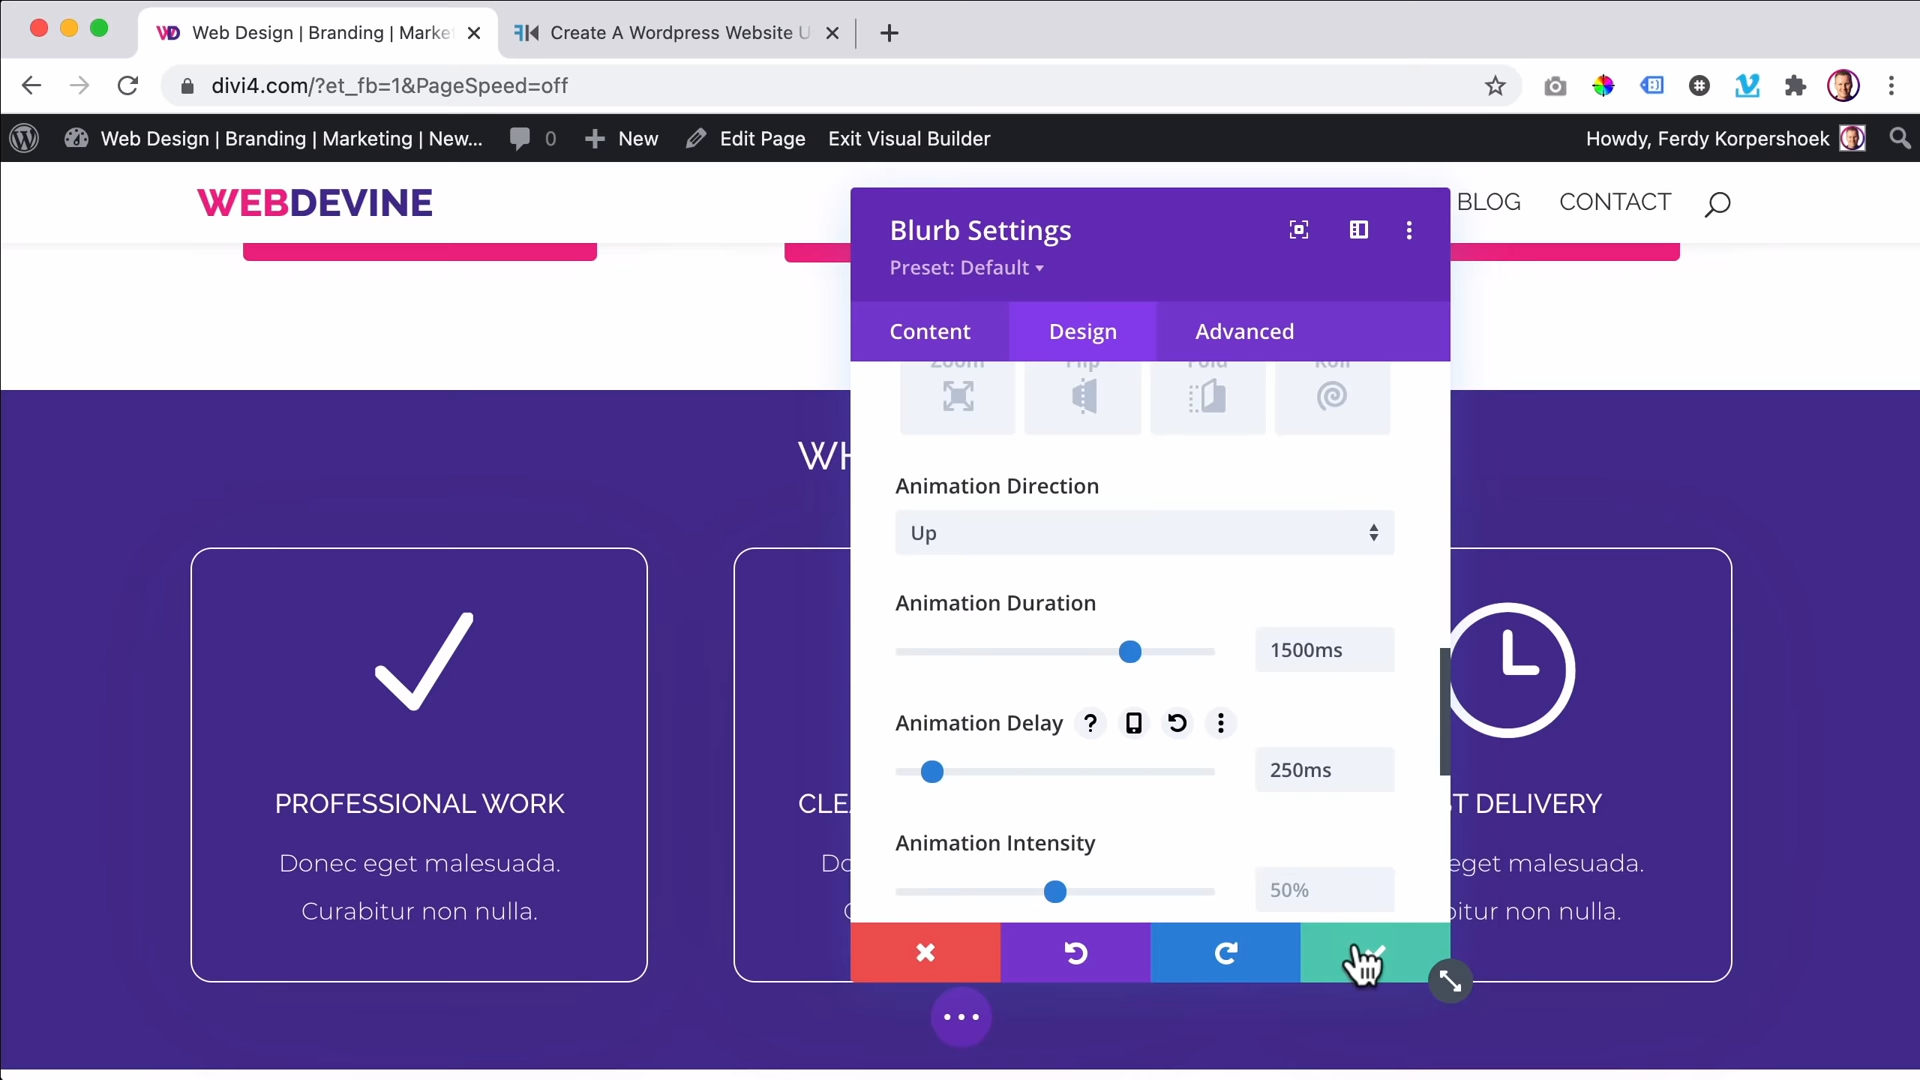 Web Design | Branding | Marke
Create A Wordpress Website U
divi4.com/?et_fb=1&PageSpeed=off
Web Design | Branding | Marketing | New...
0
New
Edit Page
Exit Visual Builder
Howdy, Ferdy Korpershoek
WEBDEVINE
BLOG
CONTACT
Blurb Settings
Preset: Default
Content
Design
Advanced
Zoom
Flip
Fold
Roll
Animation Direction
Up
Animation Duration
1500ms
Animation Delay
250ms
Animation Intensity
50%
WH
PROFESSIONAL WORK
Donec eget malesuada.
Curabitur non nulla.
CLE
Do
T DELIVERY
eget malesuada.
bitur non nulla.